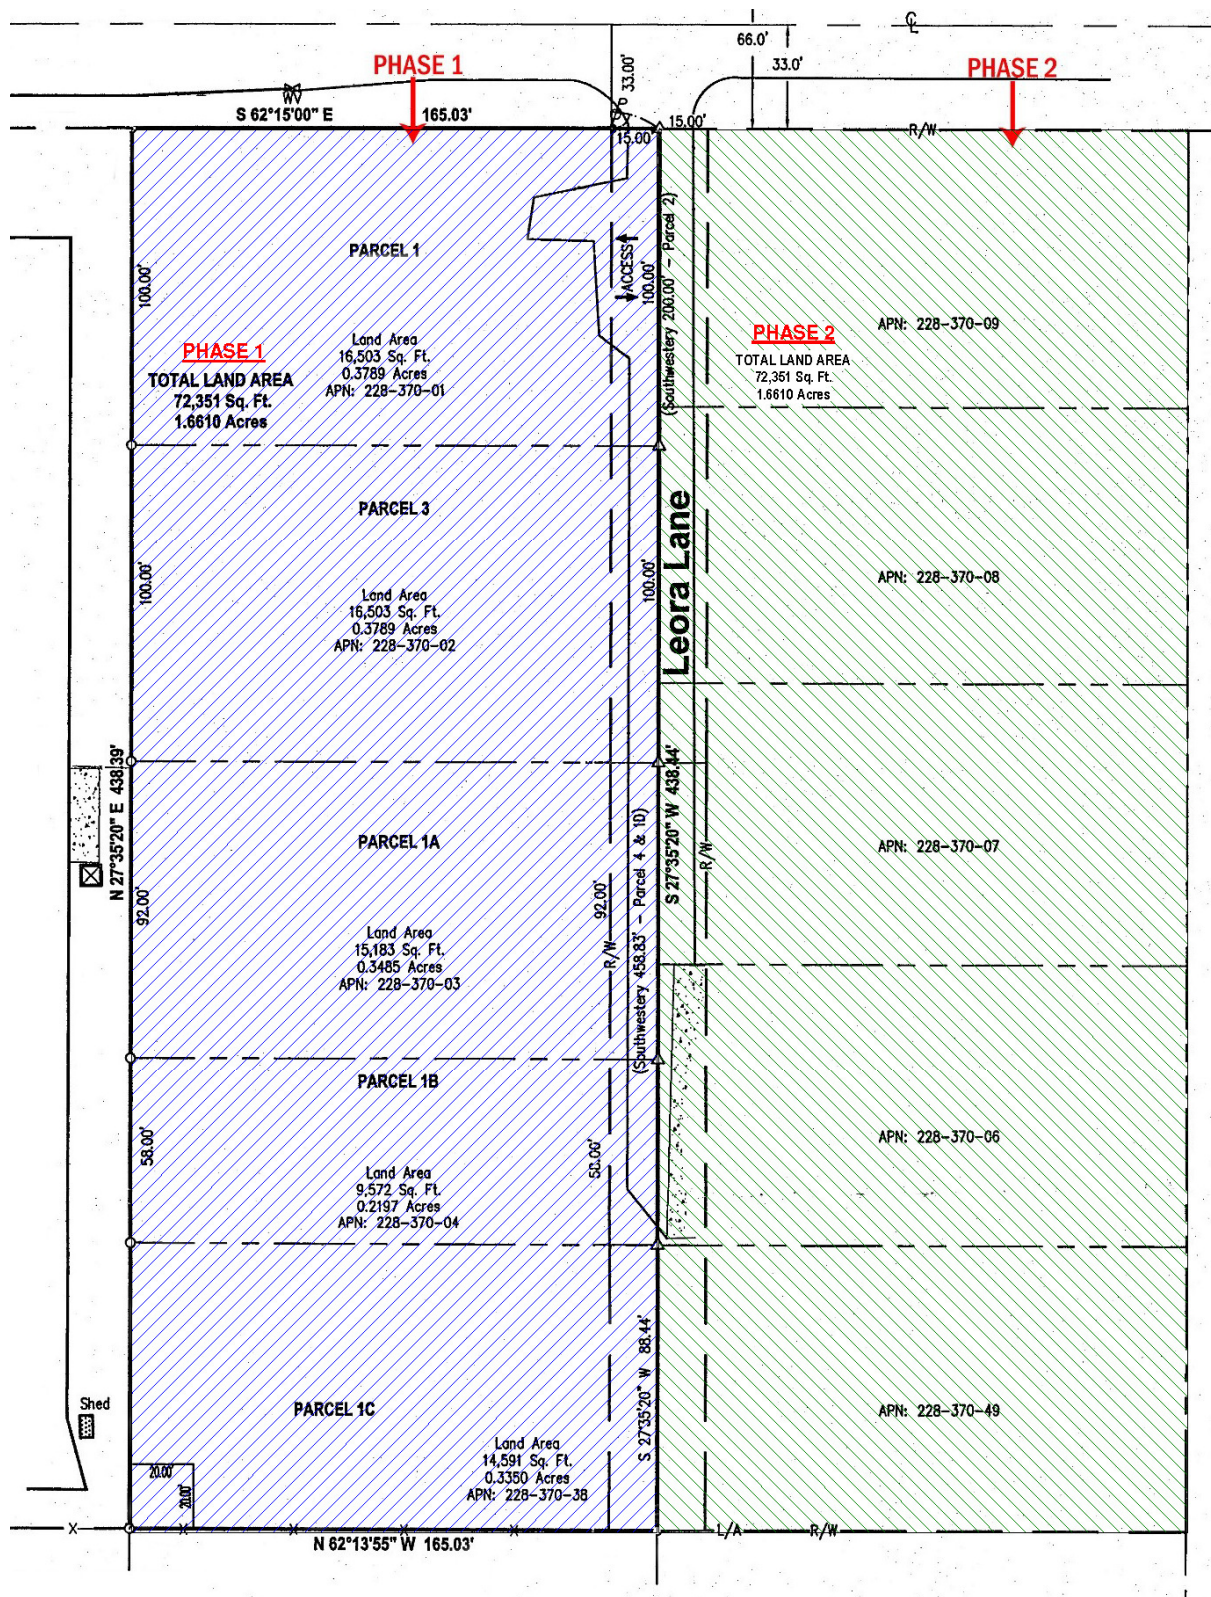 ℄
66.0'
PHASE 1
33.00'
33.0'
PHASE 2
S 62°15'00" E 165.03'
15.00'
15.00'
R/W
PARCEL 1
100.00'
ACCESS
100.00'
(Southwestery 200.00' - Parcel 2)
Land Area
16,503 Sq. Ft.
0.3789 Acres
APN: 228-370-01
PHASE 1
TOTAL LAND AREA
72,351 Sq. Ft.
1.6610 Acres
PHASE 2
TOTAL LAND AREA
72,351 Sq. Ft.
1.6610 Acres
APN: 228-370-09
PARCEL 3
100.00'
100.00'
Land Area
16,503 Sq. Ft.
0.3789 Acres
APN: 228-370-02
Leora Lane
APN: 228-370-08
N 27°35'20" E 438.39'
PARCEL 1A
92.00'
92.00'
R/W
Land Area
15,183 Sq. Ft.
0.3485 Acres
APN: 228-370-03
(Southwestery 458.83' - Parcel 4 & 1D)
S 27°35'20" W 438.44'
R/W
APN: 228-370-07
PARCEL 1B
58.00'
Land Area
9,572 Sq. Ft.
0.2197 Acres
APN: 228-370-04
APN: 228-370-06
Shed
PARCEL 1C
20.00'
20.00'
Land Area
14,591 Sq. Ft.
0.3350 Acres
APN: 228-370-38
S 27°35'20" W 88.44'
APN: 228-370-49
X X X X X
L/A R/W
N 62°13'55" W 165.03'